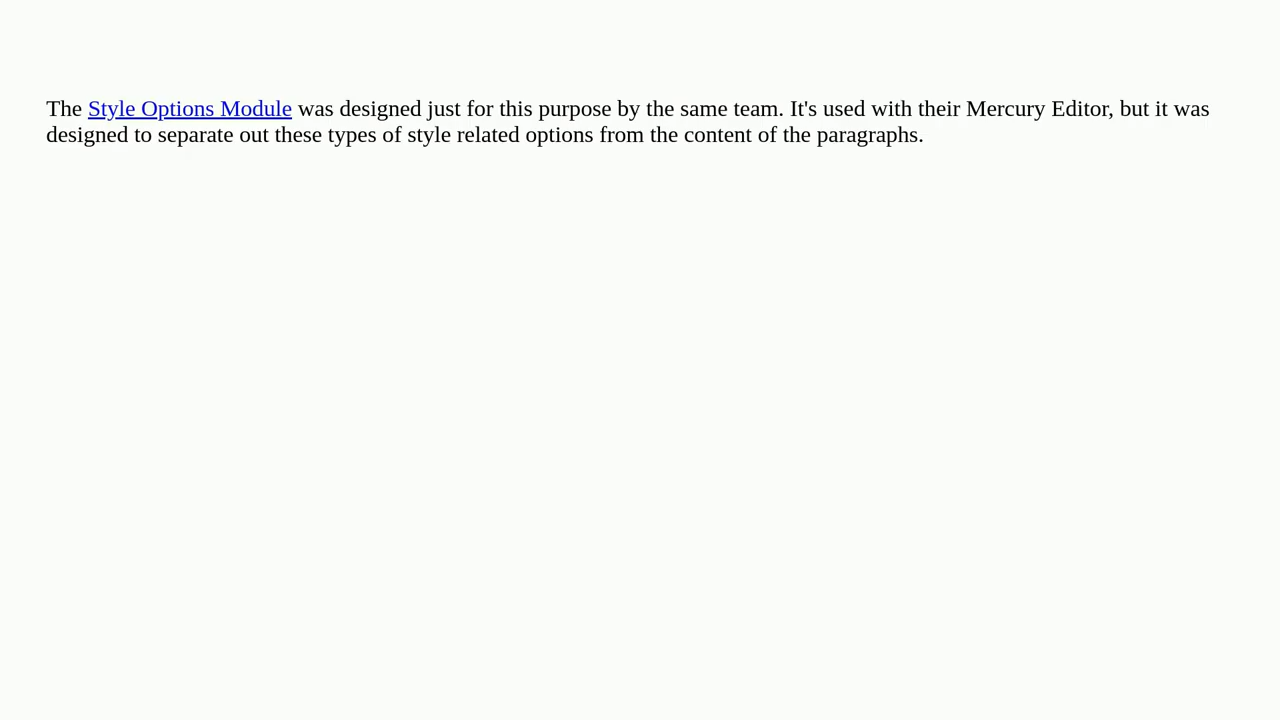 The Style Options Module was designed just for this purpose by the same team. It's used with their Mercury Editor, but it was
designed to separate out these types of style related options from the content of the paragraphs.